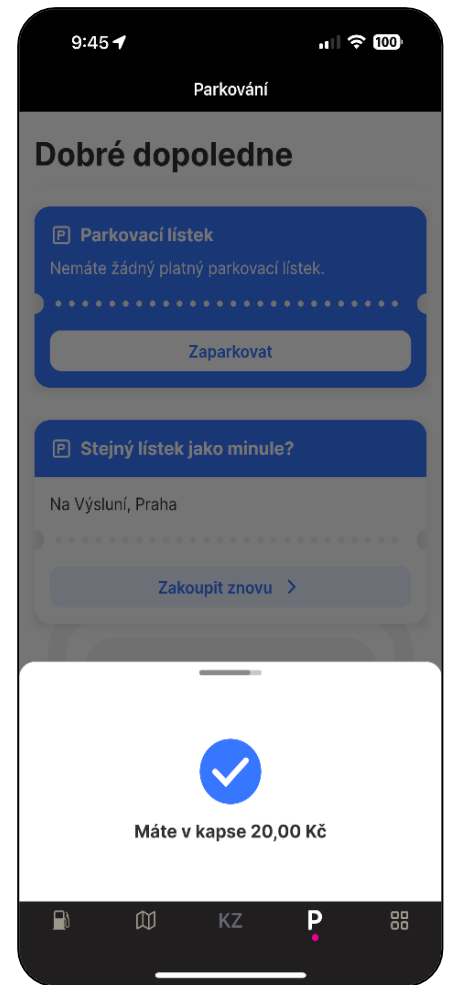 9:45
100
Parkování
Dobré dopoledne
P Parkovací lístek
Nemáte žádný platný parkovací lístek.
Zaparkovat
P Stejný lístek jako minule?
Na Výsluní, Praha
Zakoupit znovu
Máte v kapse 20,00 Kč
KZ P